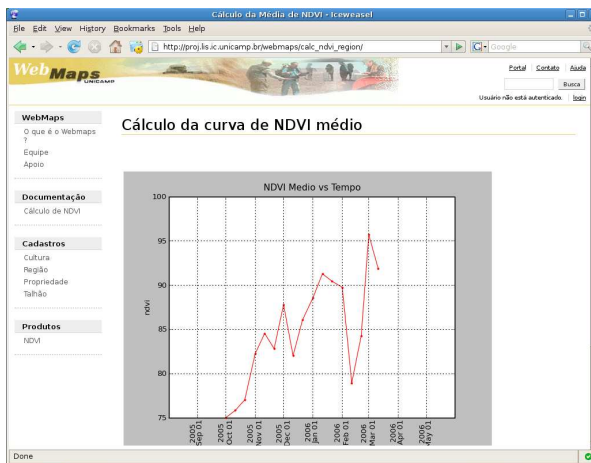 Cálculo da Média de NDVI - Iceweasel
File Edit View History Bookmarks Tools Help
http://proj.lis.ic.unicamp.br/webmaps/calc_ndvi_region/
Google
WebMaps
UNICAMP
Portal Contato Ajuda
Busca
Usuário não está autenticado. login
WebMaps
O que é o Webmaps
?
Equipe
Apoio
Documentação
Cálculo de NDVI
Cadastros
Cultura
Região
Propriedade
Talhão
Produtos
NDVI
Cálculo da curva de NDVI médio
NDVI Medio vs Tempo
100
95
90
85
80
75
ndvi
2005
Sep 01
2005
Oct 01
2005
Nov 01
2005
Dec 01
2006
Jan 01
2006
Feb 01
2006
Mar 01
2006
Apr 01
2006
May 01
Done